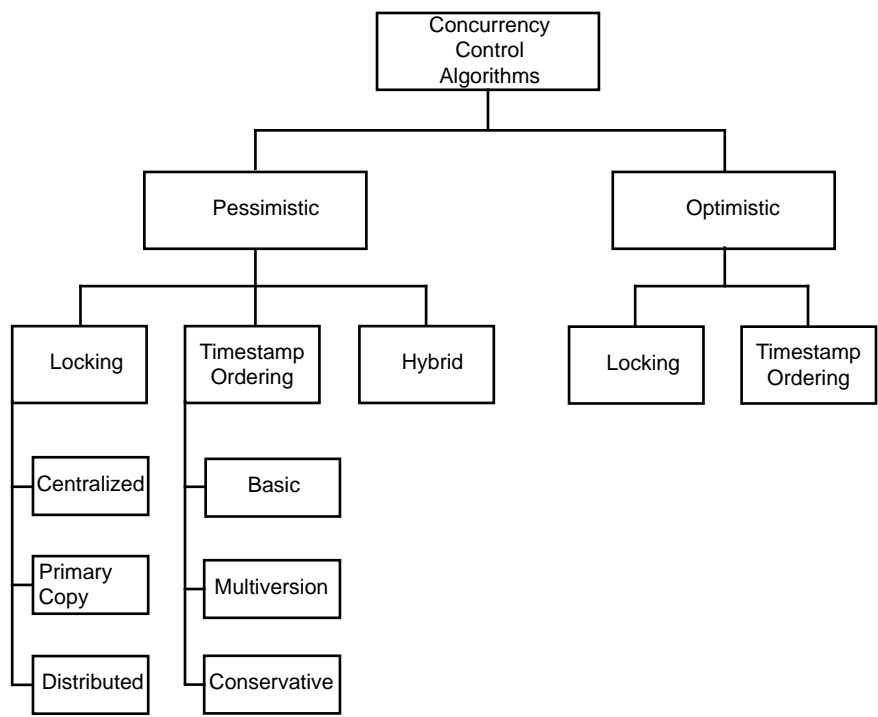 Concurrency
Control
Algorithms
Pessimistic
Optimistic
Locking
Timestamp
Ordering
Hybrid
Locking
Timestamp
Ordering
Centralized
Basic
Primary
Copy
Multiversion
Distributed
Conservative